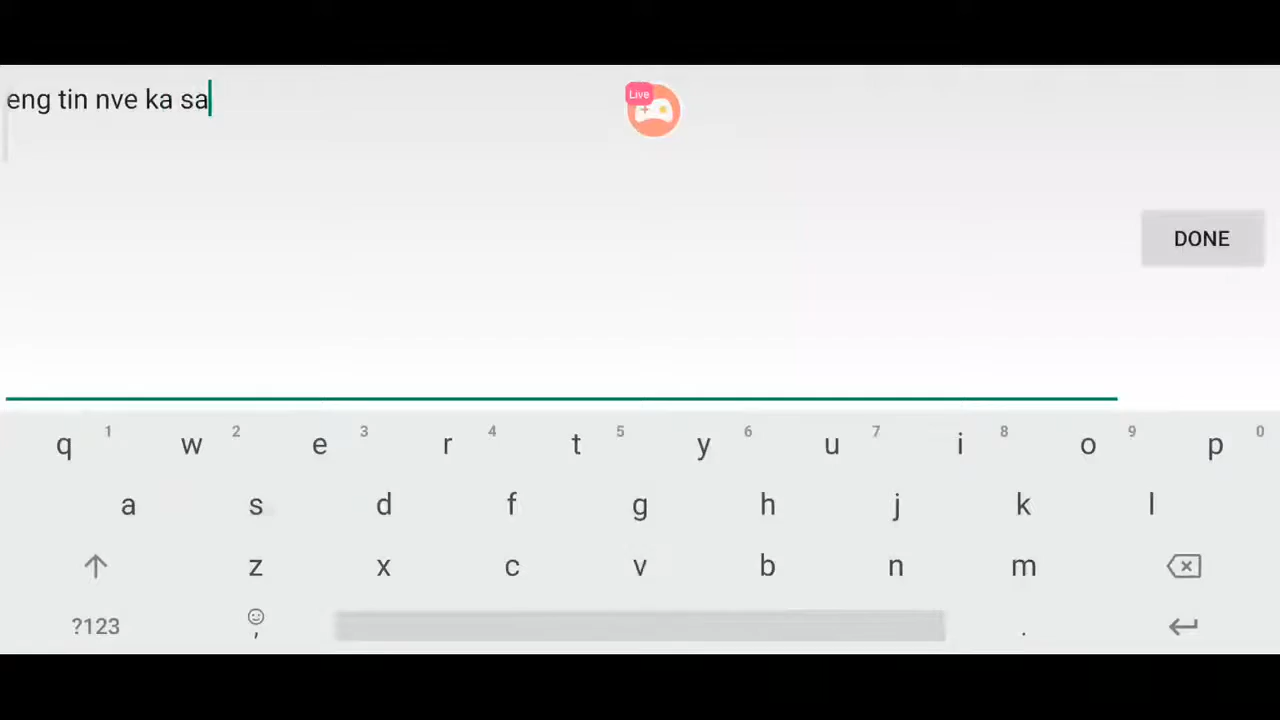 eng tin nve ka sa
Live
DONE
q 1 w 2 e 3 r 4 t 5 y 6 u 7 i 8 o 9 p 0
a s d f g h j k l
z x c v b n m
?123 , .